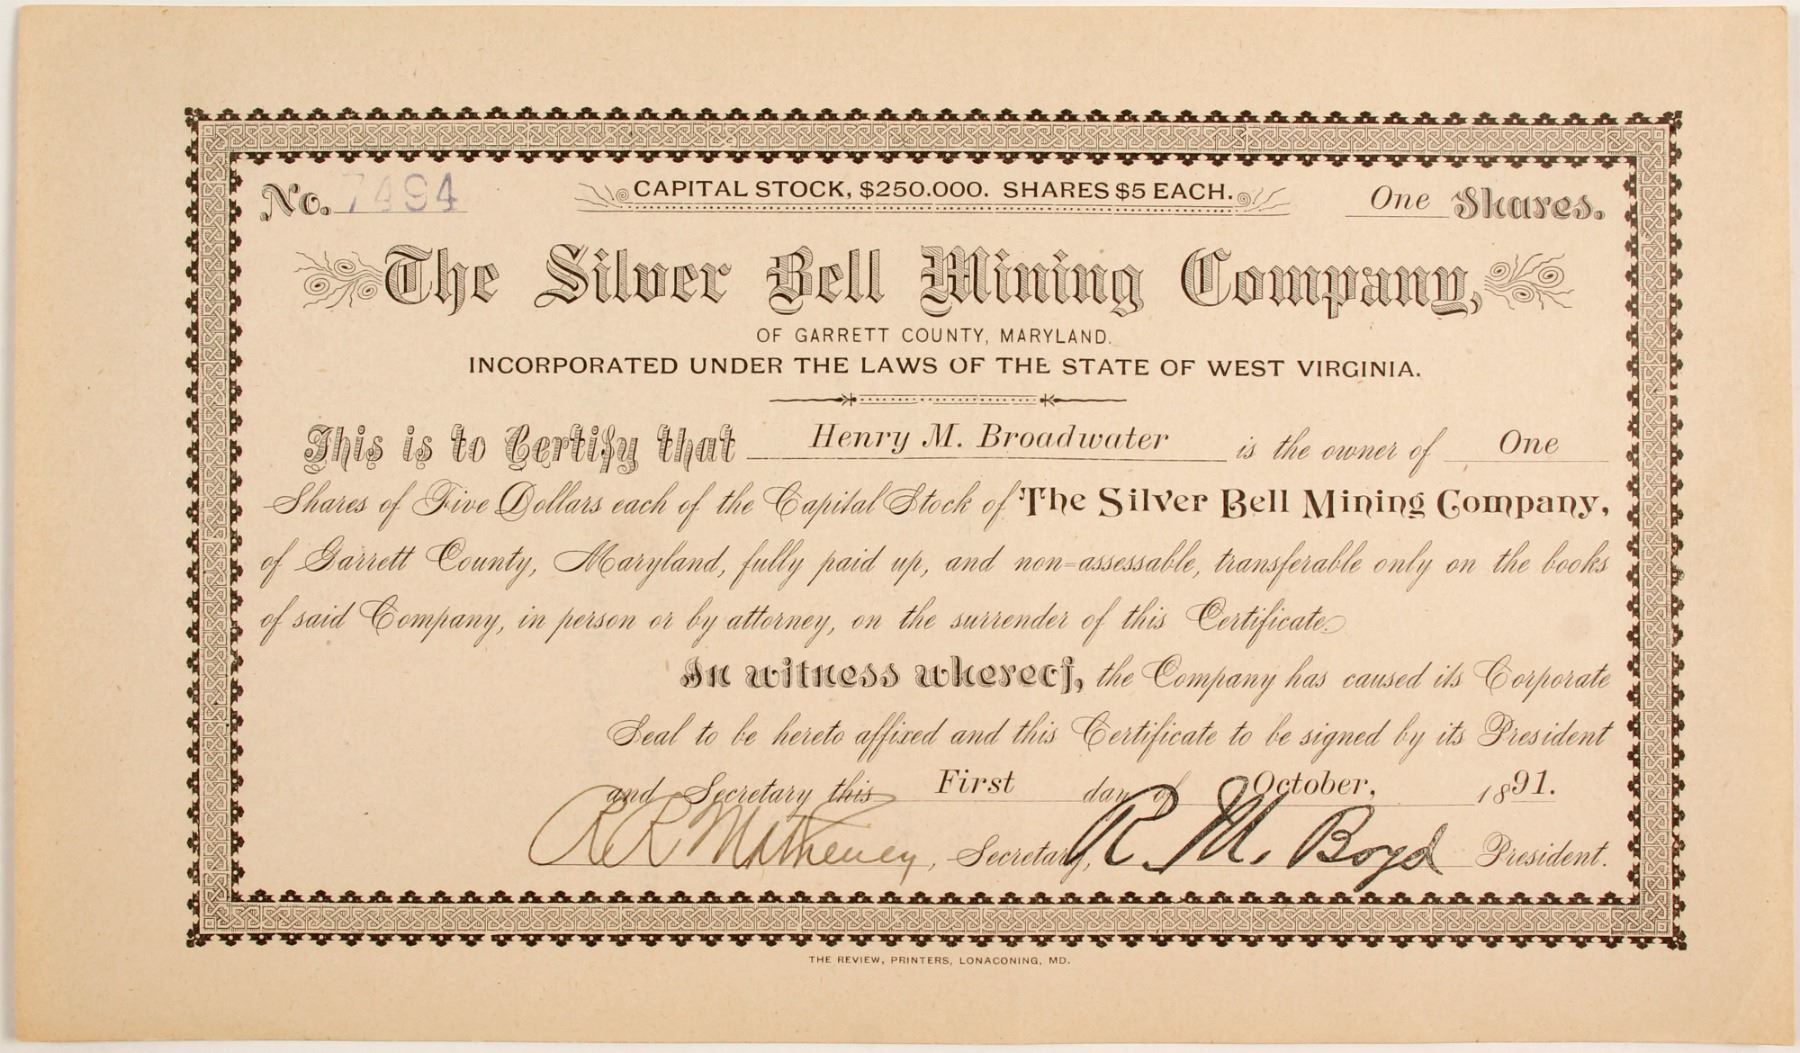 No. 7494 CAPITAL STOCK, $250.000. SHARES $5 EACH. One Shares.
The Silver Bell Mining Company,
OF GARRETT COUNTY, MARYLAND.
INCORPORATED UNDER THE LAWS OF THE STATE OF WEST VIRGINIA.
This is to Certify that Henry M. Broadwater is the owner of One
Shares of Five Dollars each of the Capital Stock of The Silver Bell Mining Company,
of Garrett County, Maryland, fully paid up, and non-assessable, transferable only on the books
of said Company, in person or by attorney, on the surrender of this Certificate.
In witness whereof, the Company has caused its Corporate
Seal to be hereto affixed and this Certificate to be signed by its President
and Secretary this First day of October, 1891.
R R Matheney, Secretary, R. M. Boyd President.
THE REVIEW, PRINTERS, LONACONING, MD.